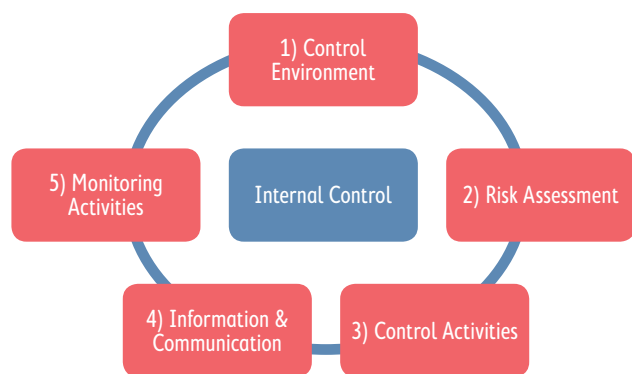 1) Control
Environment
5) Monitoring
Activities
Internal Control
2) Risk Assessment
4) Information &
Communication
3) Control Activities